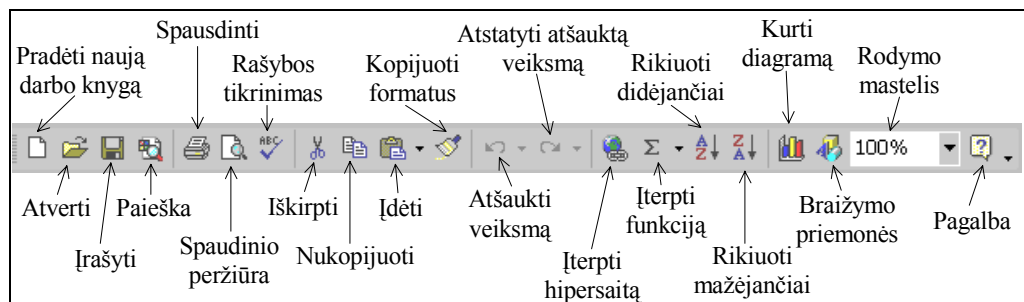 Spausdinti
Pradėti naują
darbo knygą
Rašybos
tikrinimas
Kopijuoti
formatus
Atstatyti atšauktą
veiksmą
Rikiuoti
didėjančiai
Kurti
diagramą
Rodymo
mastelis
ABC
Σ
A
Z
Z
A
100%
?
Atverti
Įrašyti
Paieška
Spaudinio
peržiūra
Iškirpti
Nukopijuoti
Įdėti
Atšaukti
veiksmą
Įterpti
hipersaitą
Įterpti
funkciją
Rikiuoti
mažėjančiai
Braižymo
priemonės
Pagalba